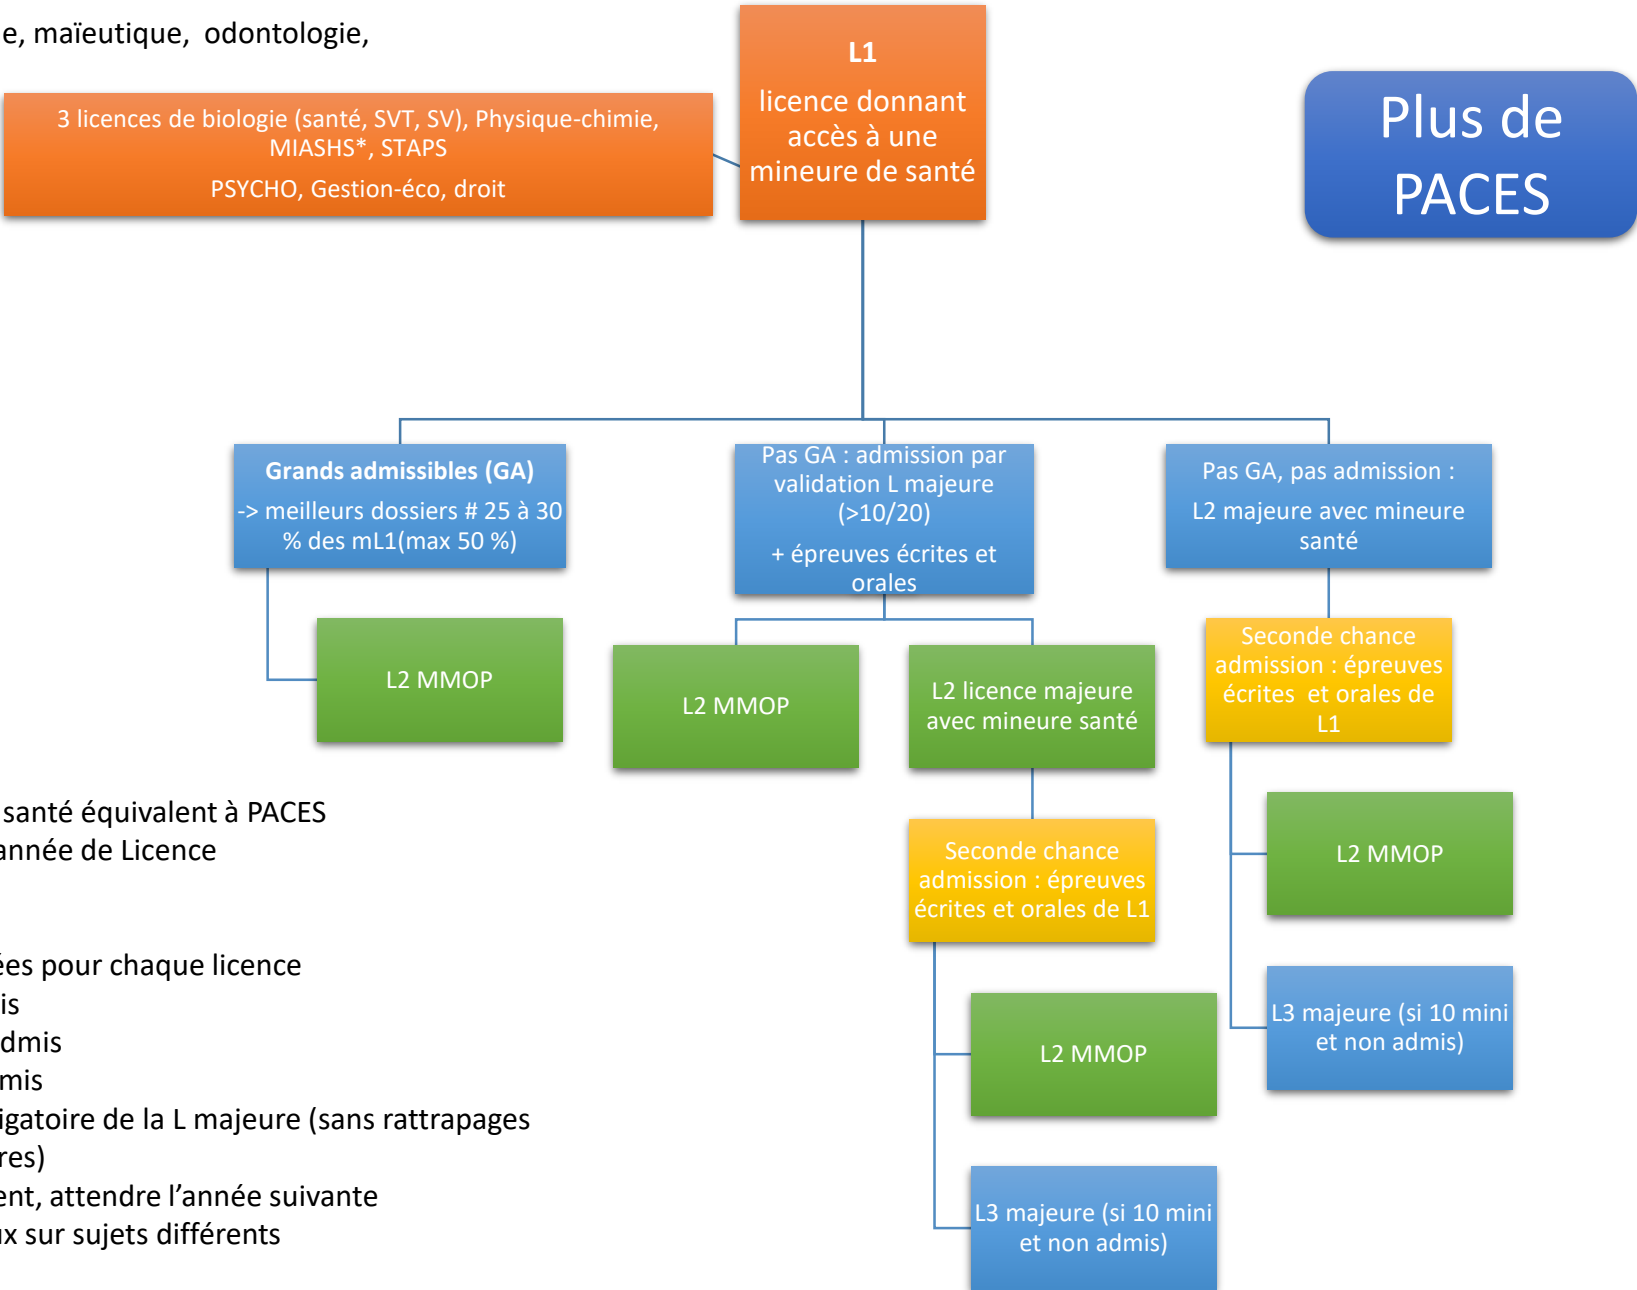 e, maïeutique, odontologie,
L1
licence donnant
accès à une
mineure de santé
3 licences de biologie (santé, SVT, SV), Physique-chimie,
MIASHS*, STAPS
PSYCHO, Gestion-éco, droit
Plus de
PACES
Grands admissibles (GA)
-> meilleurs dossiers # 25 à 30
% des mL1(max 50 %)
Pas GA : admission par
validation L majeure
(>10/20)
+ épreuves écrites et
orales
Pas GA, pas admission :
L2 majeure avec mineure
santé
L2 MMOP
L2 MMOP
L2 licence majeure
avec mineure santé
Seconde chance
admission : épreuves
écrites et orales de
L1
L2 MMOP
L3 majeure (si 10 mini
et non admis)
Seconde chance
admission : épreuves
écrites et orales de L1
L2 MMOP
L3 majeure (si 10 mini
et non admis)
santé équivalent à PACES
année de Licence
ées pour chaque licence
is
dmis
mis
igatoire de la L majeure (sans rattrapages
res)
ent, attendre l'année suivante
ux sur sujets différents